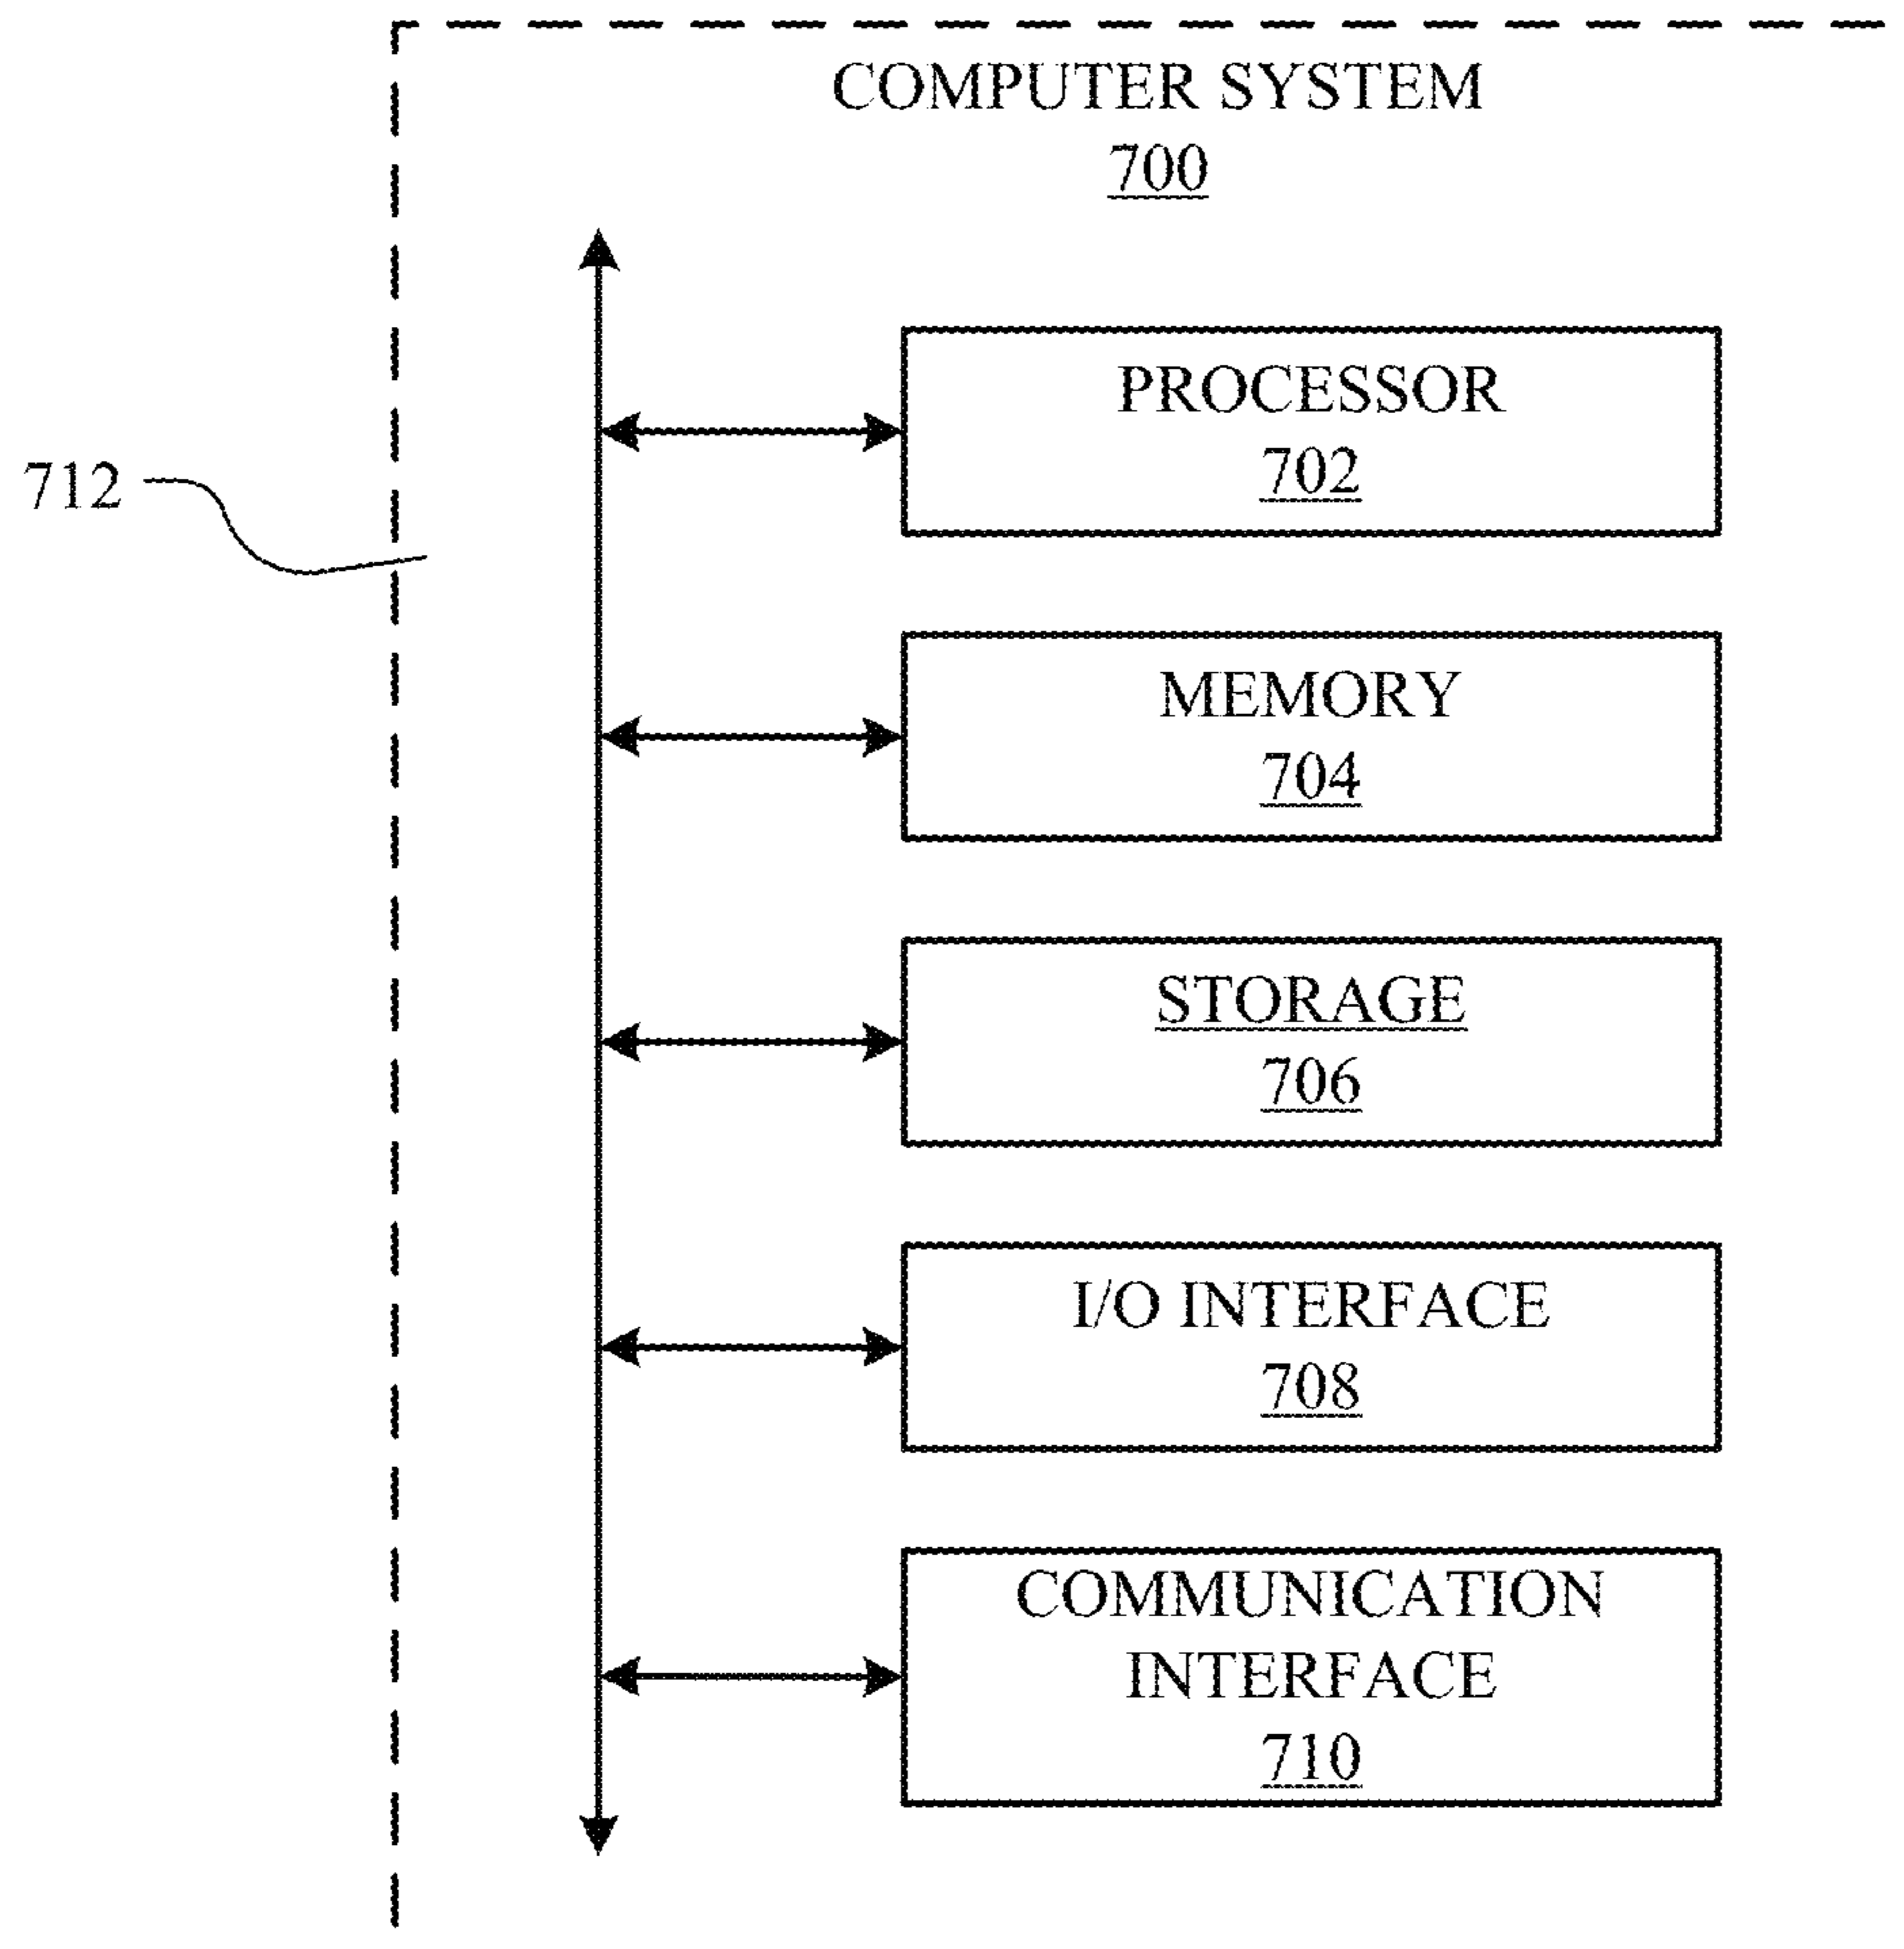 COMPUTER SYSTEM
700
PROCESSOR
702
712
MEMORY
704
STORAGE
706
I/O INTERFACE
708
COMMUNICATION
INTERFACE
710